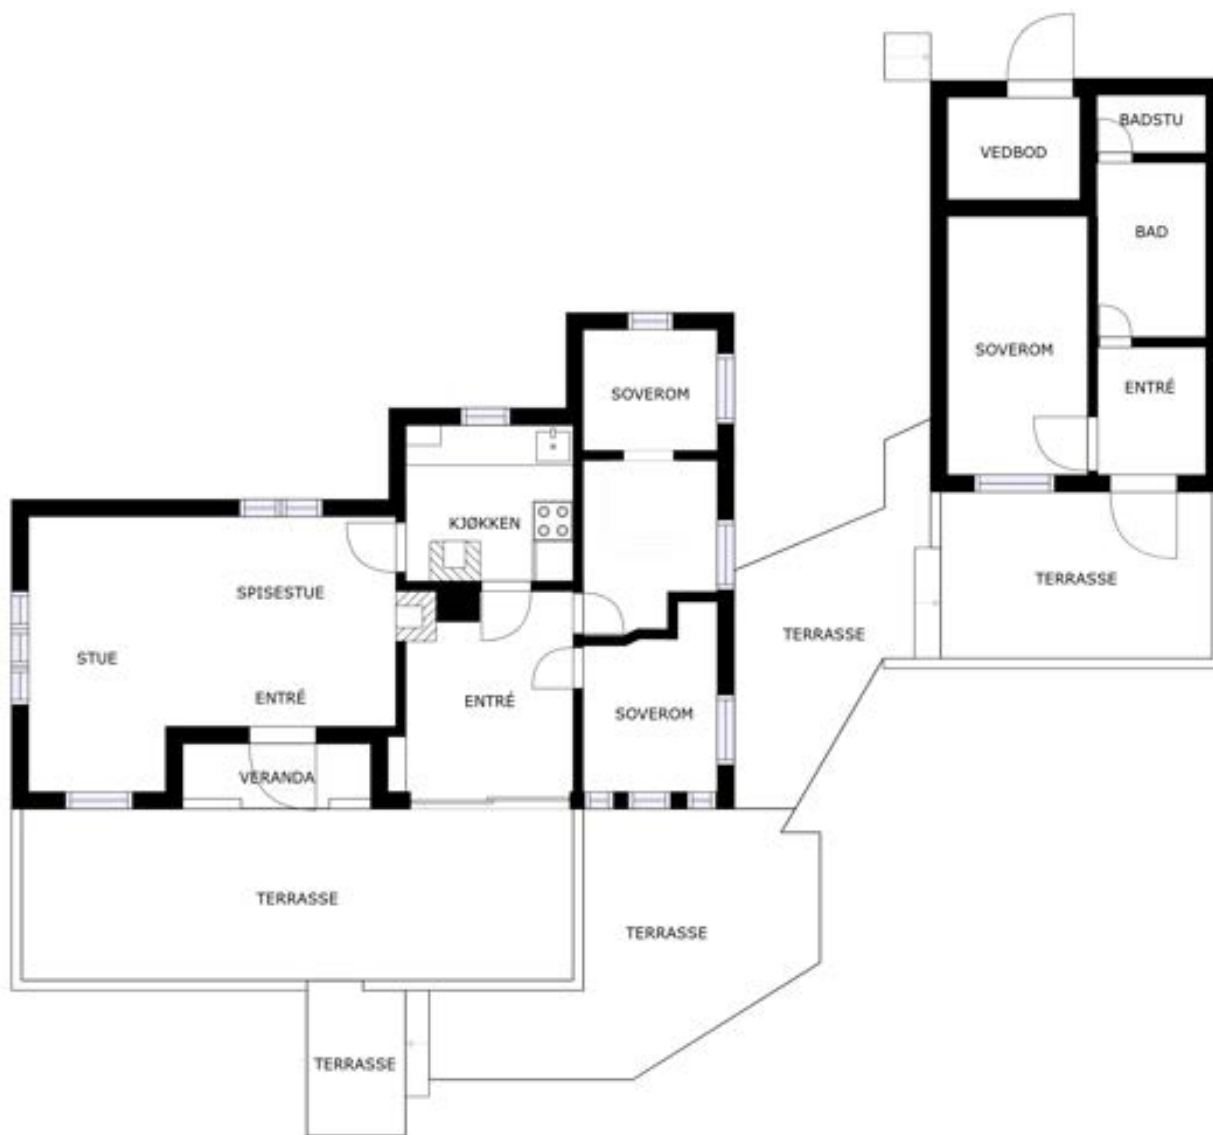 BADSTU
VEDBOD
BAD
SOVEROM
ENTRÉ
SOVEROM
KJØKKEN
TERRASSE
SPISESTUE
TERRASSE
STUE
ENTRÉ
ENTRÉ
SOVEROM
VERANDA
TERRASSE
TERRASSE
TERRASSE